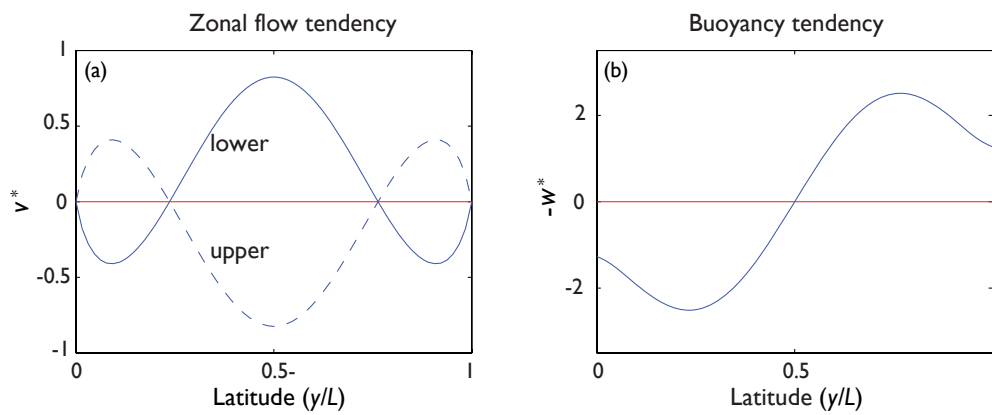 Zonal flow tendency
(a)
1
0.5
0
-0.5
-1
v*
lower
upper
0
0.5-
1
Latitude (y/L)
Buoyancy tendency
(b)
2
0
-2
-w*
0
0.5
Latitude (y/L)